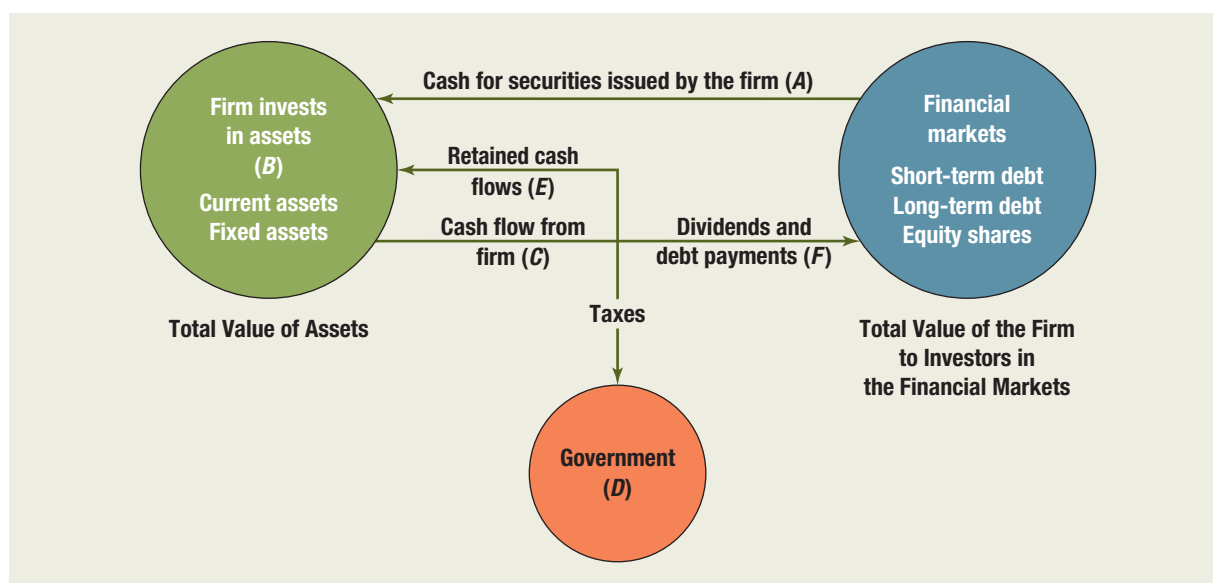 Cash for securities issued by the firm (A)
Firm invests
in assets
(B)
Current assets
Fixed assets
Retained cash
flows (E)
Cash flow from
firm (C)
Dividends and
debt payments (F)
Financial
markets
Short-term debt
Long-term debt
Equity shares
Total Value of Assets
Taxes
Total Value of the Firm
to Investors in
the Financial Markets
Government
(D)